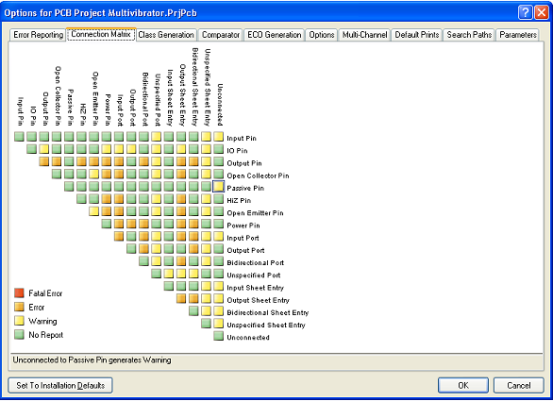 Options for PCB Project Multivibrator.PrjPcb
Error Reporting Connection Matrix Class Generation Comparator ECO Generation Options Multi-Channel Default Prints Search Paths Parameters
Input Pin
IO Pin
Output Pin
Open Collector Pin
Passive Pin
HiZ Pin
Open Emitter Pin
Power Pin
Input Port
Output Port
Bidirectional Port
Unspecified Port
Input Sheet Entry
Output Sheet Entry
Bidirectional Sheet Entry
Unspecified Sheet Entry
Unconnected
Input Pin
IO Pin
Output Pin
Open Collector Pin
Passive Pin
HiZ Pin
Open Emitter Pin
Power Pin
Input Port
Output Port
Bidirectional Port
Unspecified Port
Input Sheet Entry
Output Sheet Entry
Bidirectional Sheet Entry
Unspecified Sheet Entry
Unconnected
Fatal Error
Error
Warning
No Report
Unconnected to Passive Pin generates Warning
Set To Installation Defaults OK Cancel